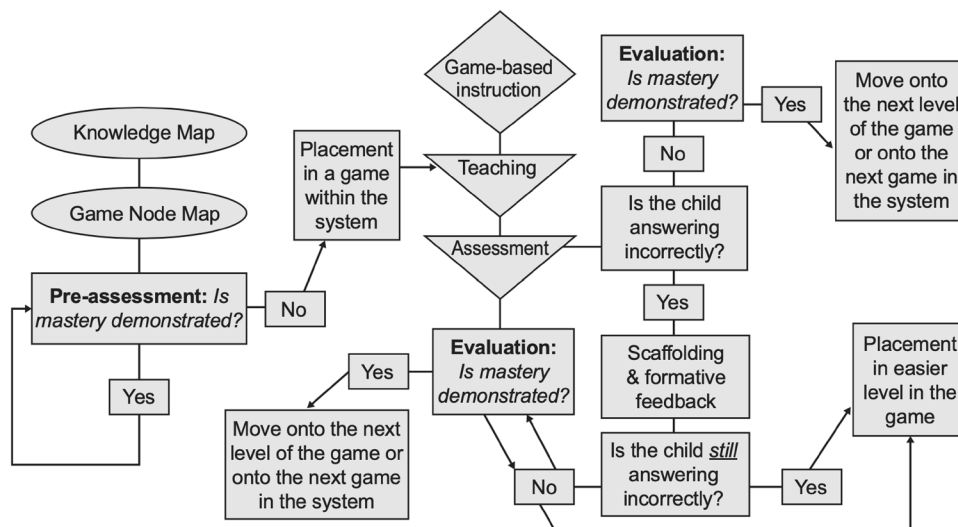 Knowledge Map
Game Node Map
Pre-assessment: Is
mastery demonstrated?
Yes
No
Placement
in a game
within the
system
Game-based
instruction
Teaching
Assessment
Evaluation:
Is mastery
demonstrated?
Yes
Move onto the next
level of the game or
onto the next game
in the system
No
Evaluation:
Is mastery
demonstrated?
Yes
Move onto
the next level
of the game
or onto the
next game in
the system
No
Is the child
answering
incorrectly?
Yes
Scaffolding
& formative
feedback
Is the child still
answering
incorrectly?
Yes
Placement
in easier
level in the
game